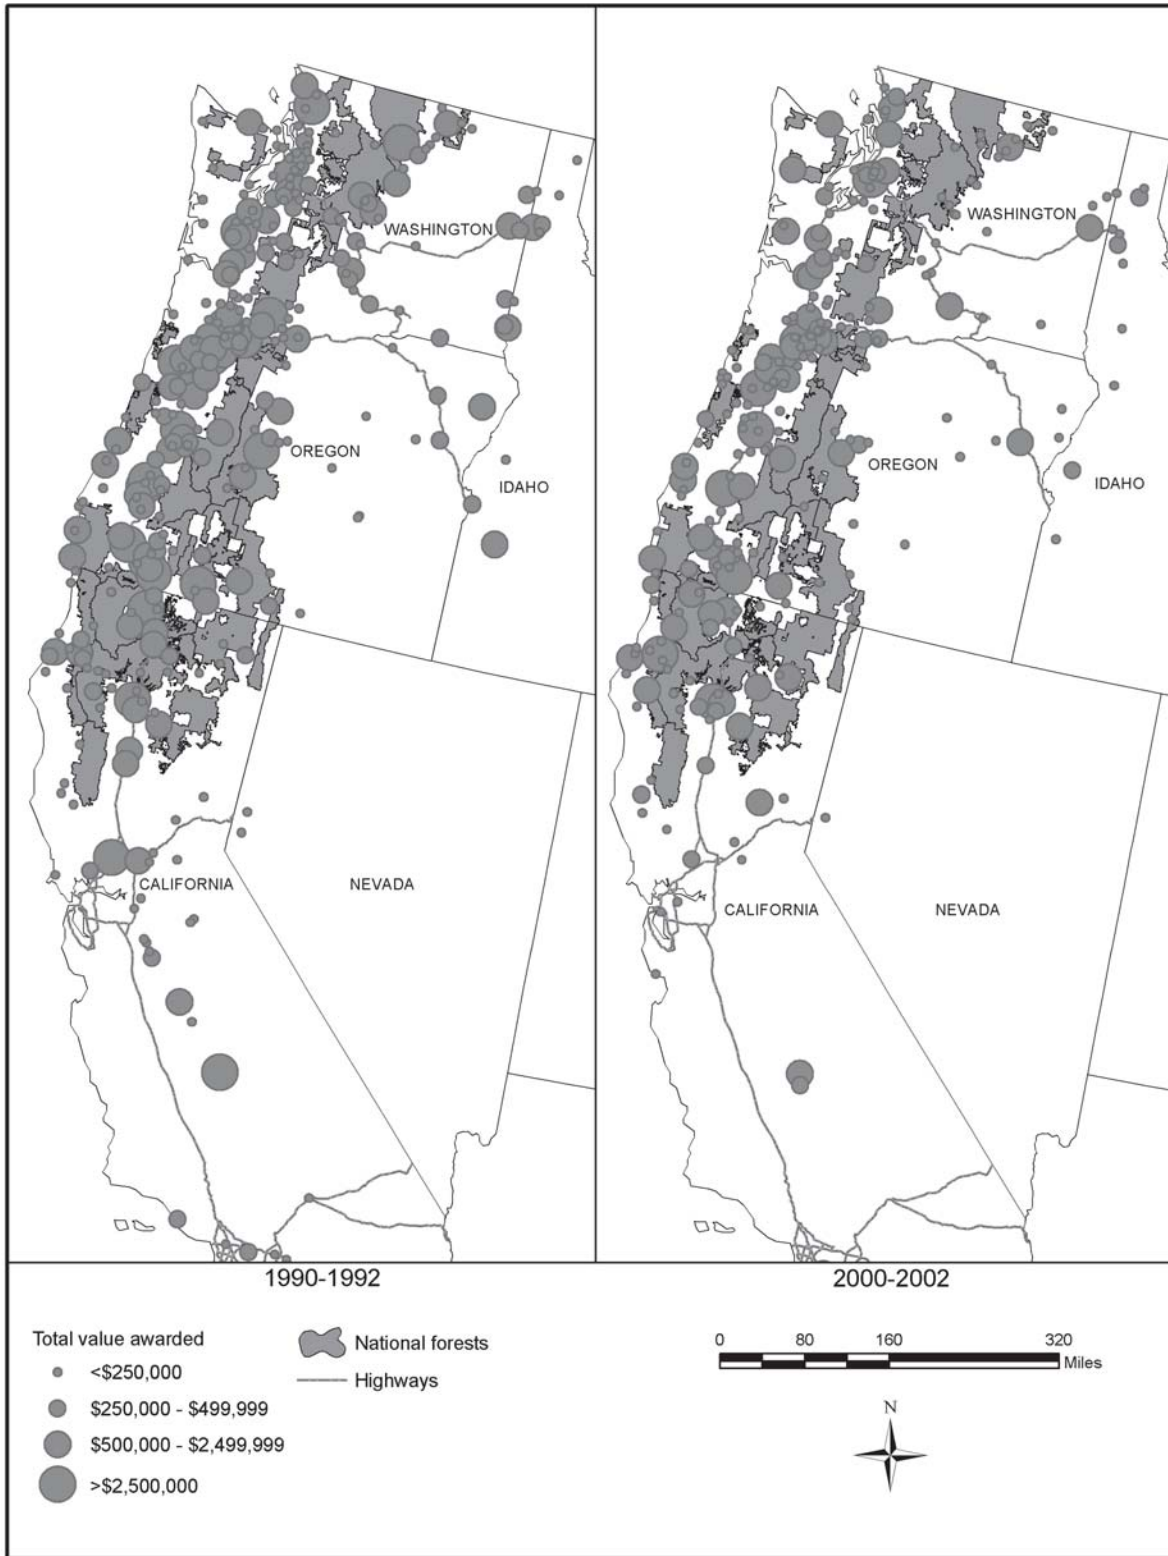 WASHINGTON
WASHINGTON
OREGON
OREGON
IDAHO
IDAHO
CALIFORNIA
NEVADA
CALIFORNIA
NEVADA
1990-1992
2000-2002
Total value awarded
<$250,000
$250,000 - $499,999
$500,000 - $2,499,999
>$2,500,000
National forests
Highways
0 80 160 320
Miles
N